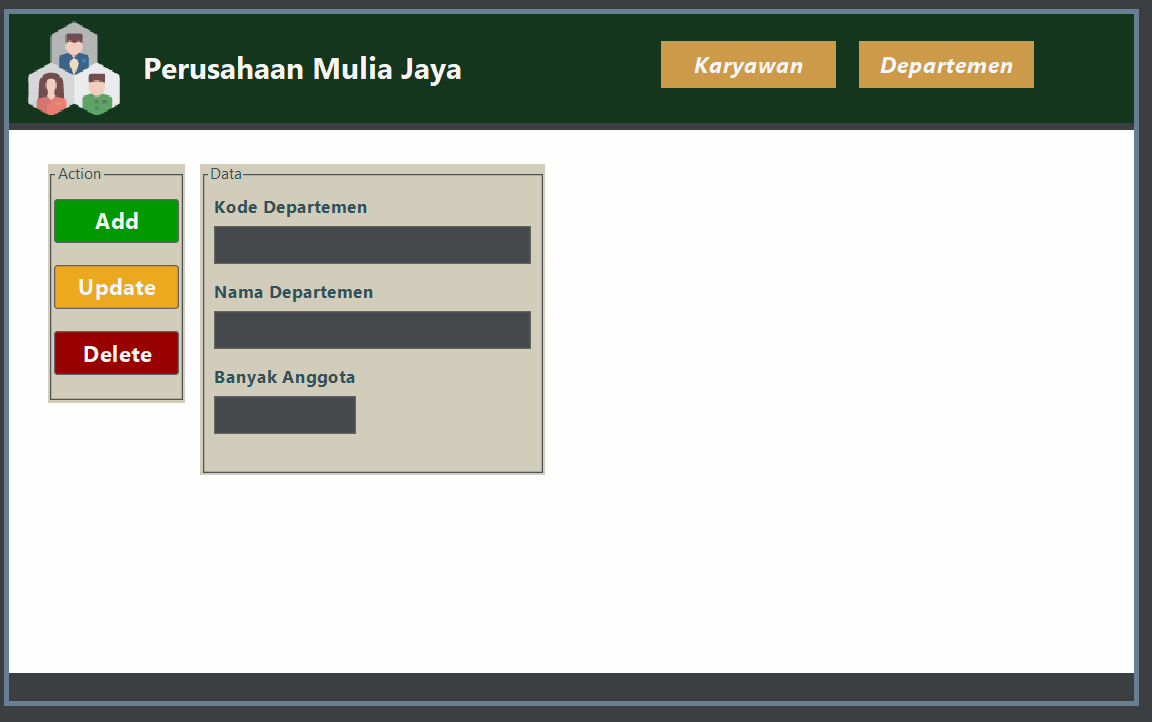 Perusahaan Mulia Jaya
Karyawan
Departemen
Action
Add
Update
Delete
Data
Kode Departemen
Nama Departemen
Banyak Anggota